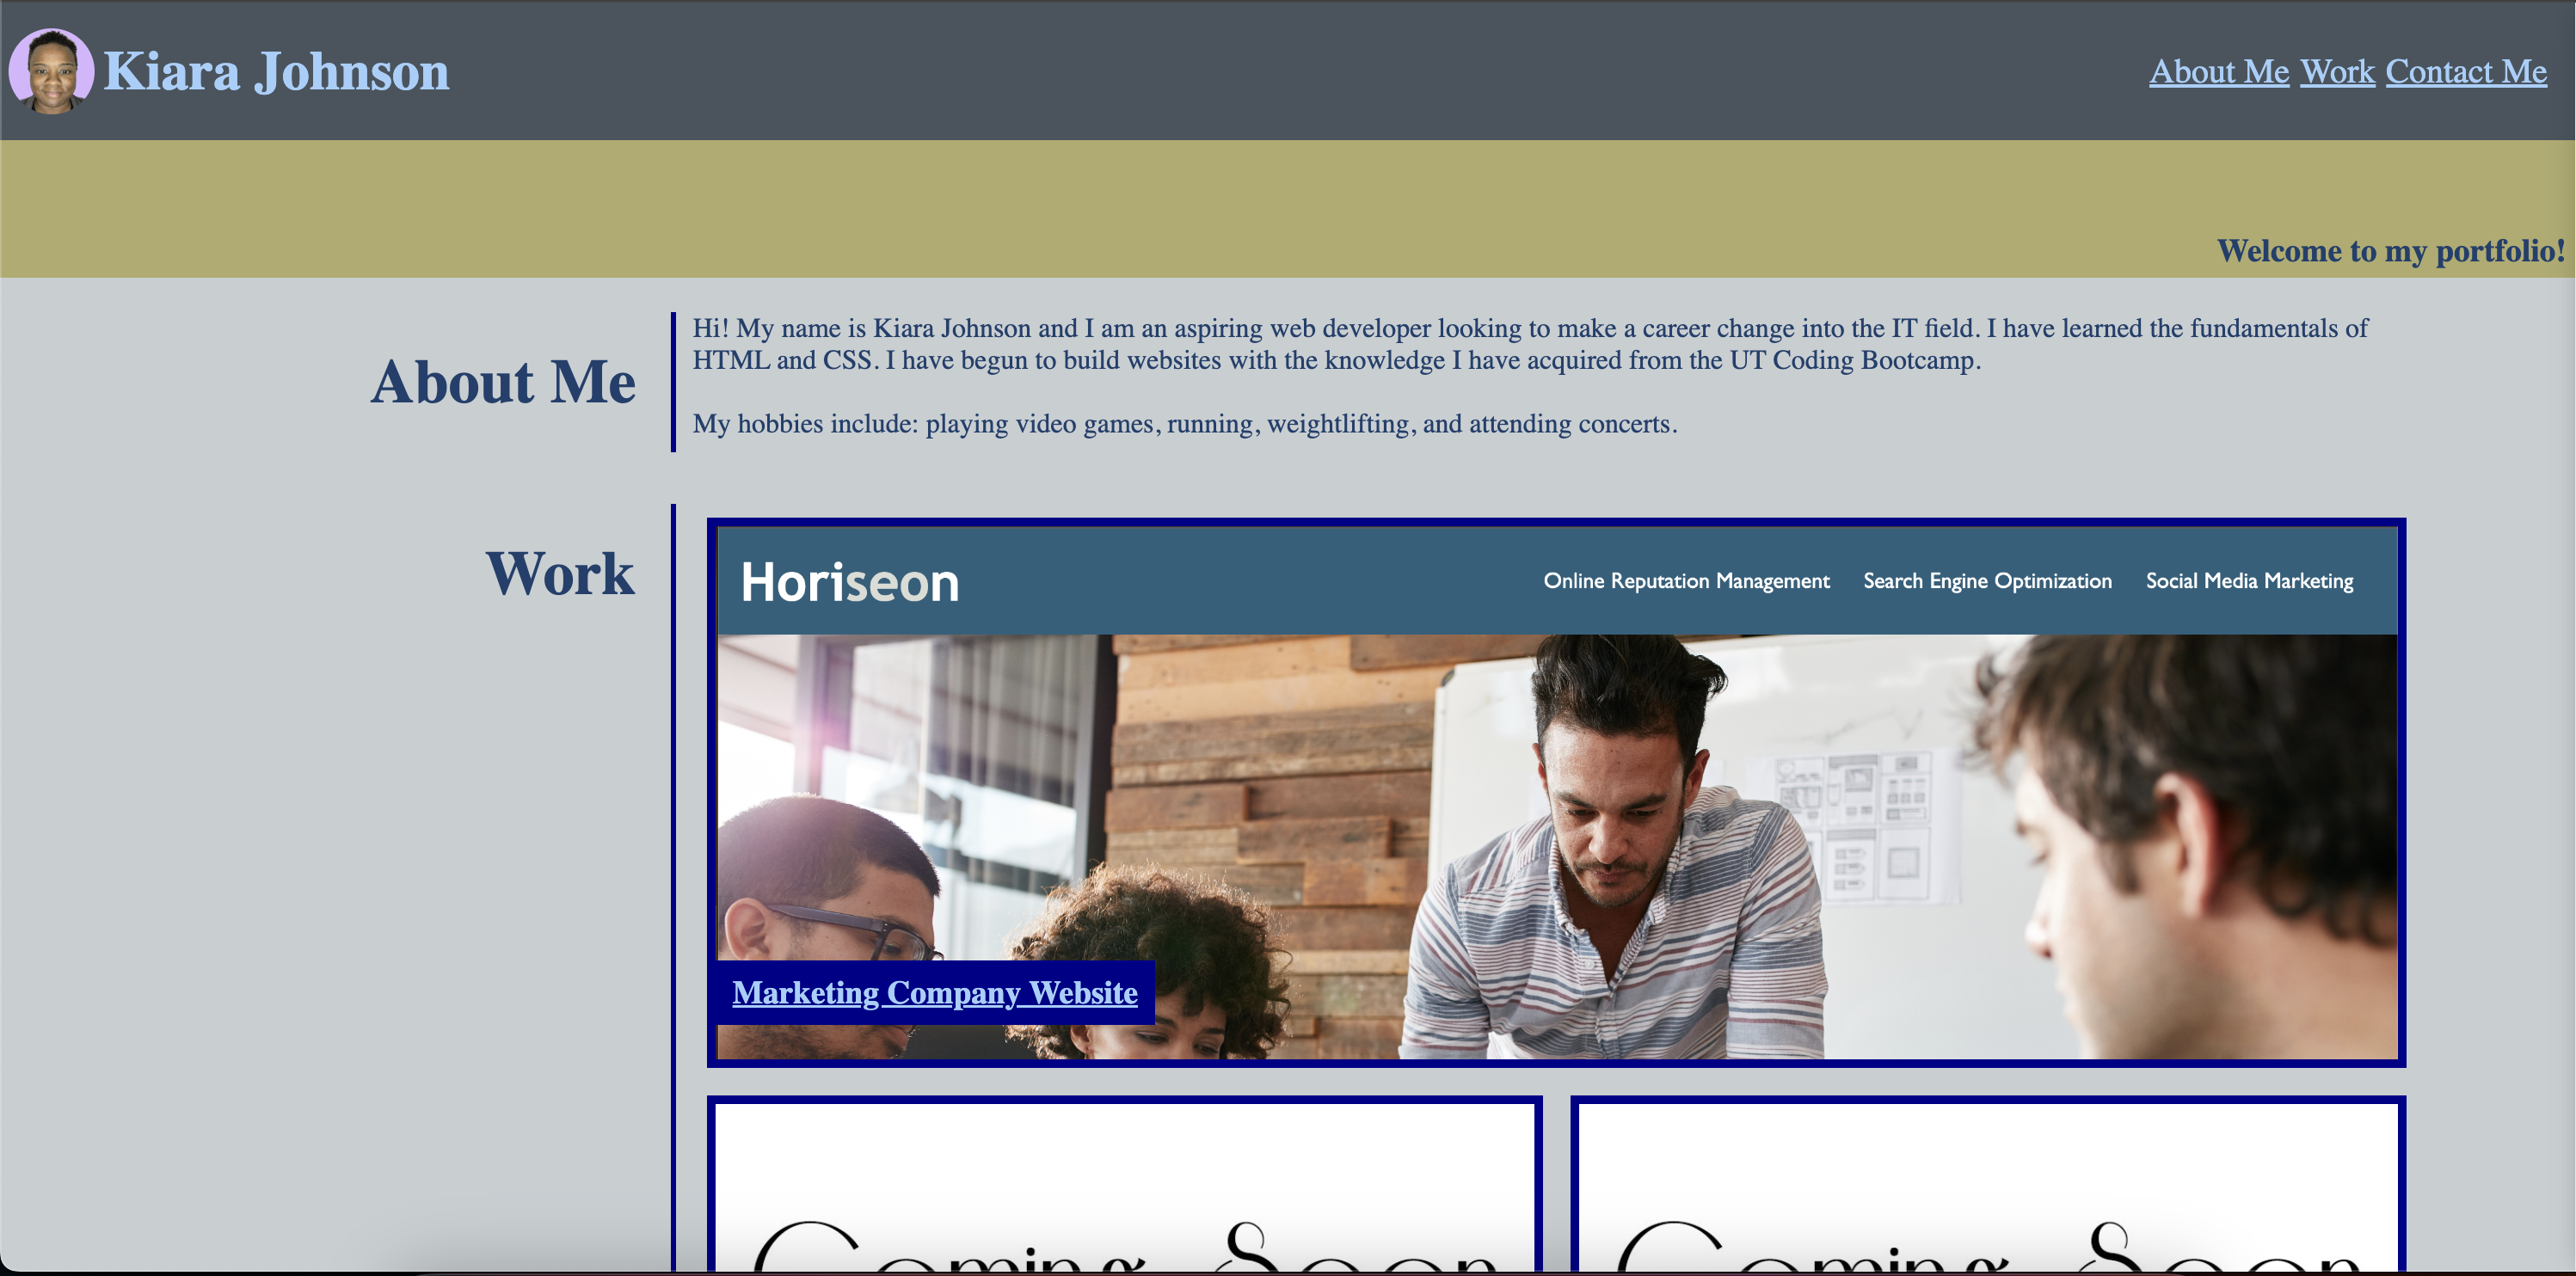 Kiara Johnson
About Me Work Contact Me
Welcome to my portfolio!
About Me
Hi! My name is Kiara Johnson and I am an aspiring web developer looking to make a career change into the IT field. I have learned the fundamentals of
HTML and CSS. I have begun to build websites with the knowledge I have acquired from the UT Coding Bootcamp.
My hobbies include: playing video games, running, weightlifting, and attending concerts.
Work
Horiseon
Online Reputation Management Search Engine Optimization Social Media Marketing
Marketing Company Website
Coming Soon
Coming Soon